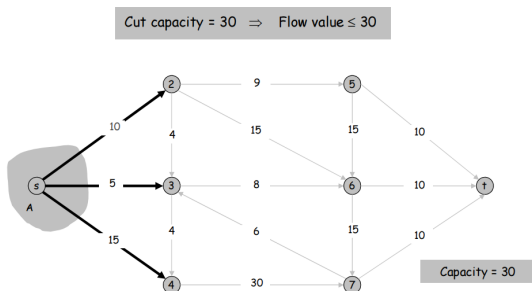 Cut capacity = 30 ⇒ Flow value ≤ 30
2 9 5
10 4 15 15 10
s 5 3 8 6 10 t
A
15 4 6 15 10
4 30 7
Capacity = 30